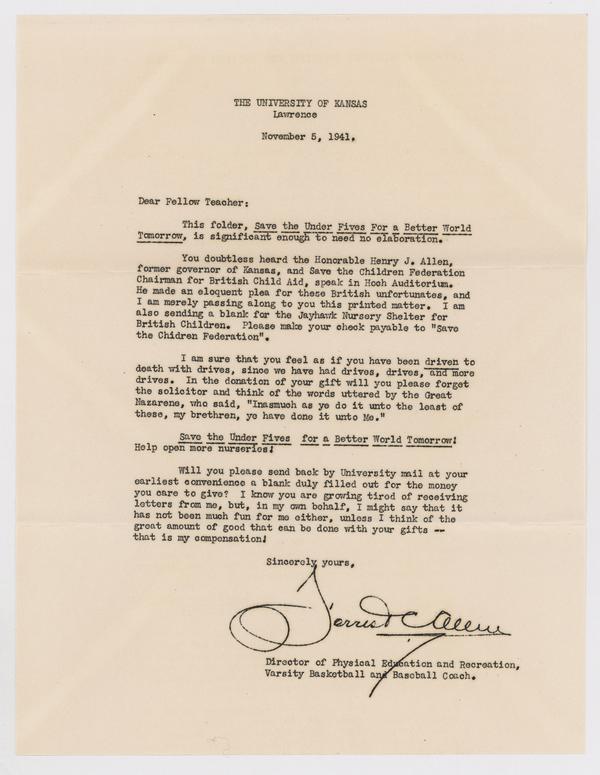 THE UNIVERSITY OF KANSAS
Lawrence
November 5, 1941.
Dear Fellow Teacher:
This folder, Save the Under Fives For a Better World
Tomorrow, is significant enough to need no elaboration.
You doubtless heard the Honorable Henry J. Allen,
former governor of Kansas, and Save the Children Federation
Chairman for British Child Aid, speak in Hoch Auditorium.
He made an eloquent plea for these British unfortunates, and
I am merely passing along to you this printed matter. I am
also sending a blank for the Jayhawk Nursery Shelter for
British Children. Please make your check payable to "Save
the Chidren Federation".
I am sure that you feel as if you have been driven to
death with drives, since we have had drives, drives, and more
drives. In the donation of your gift will you please forget
the solicitor and think of the words uttered by the Great
Nazarene, who said, "Inasmuch as ye do it unto the least of
these, my brethren, ye have done it unto Me."
Save the Under Fives for a Better World Tomorrow!
Help open more nurseries!
Will you please send back by University mail at your
earliest convenience a blank duly filled out for the money
you care to give? I know you are growing tired of receiving
letters from me, but, in my own behalf, I might say that it
has not been much fun for me either, unless I think of the
great amount of good that can be done with your gifts --
that is my compensation!
Sincerely yours,
Forrest C Allen
Director of Physical Education and Recreation,
Varsity Basketball and Baseball Coach.